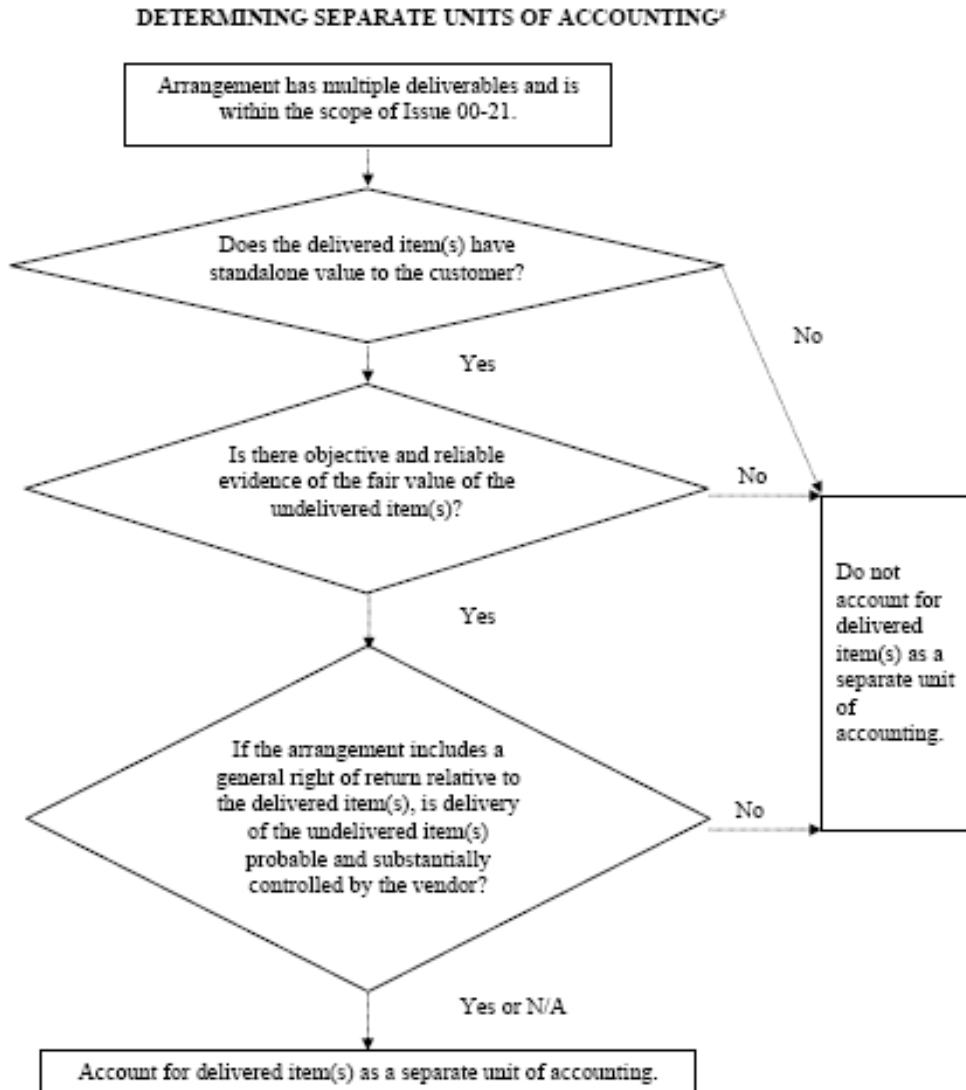 DETERMINING SEPARATE UNITS OF ACCOUNTING⁵
Arrangement has multiple deliverables and is
within the scope of Issue 00-21.
Does the delivered item(s) have
standalone value to the customer?
No
Yes
Is there objective and reliable
evidence of the fair value of the
undelivered item(s)?
No
Yes
Do not
account for
delivered
item(s) as a
separate unit
of
accounting.
If the arrangement includes a
general right of return relative to
the delivered item(s), is delivery
of the undelivered item(s)
probable and substantially
controlled by the vendor?
No
Yes or N/A
Account for delivered item(s) as a separate unit of accounting.